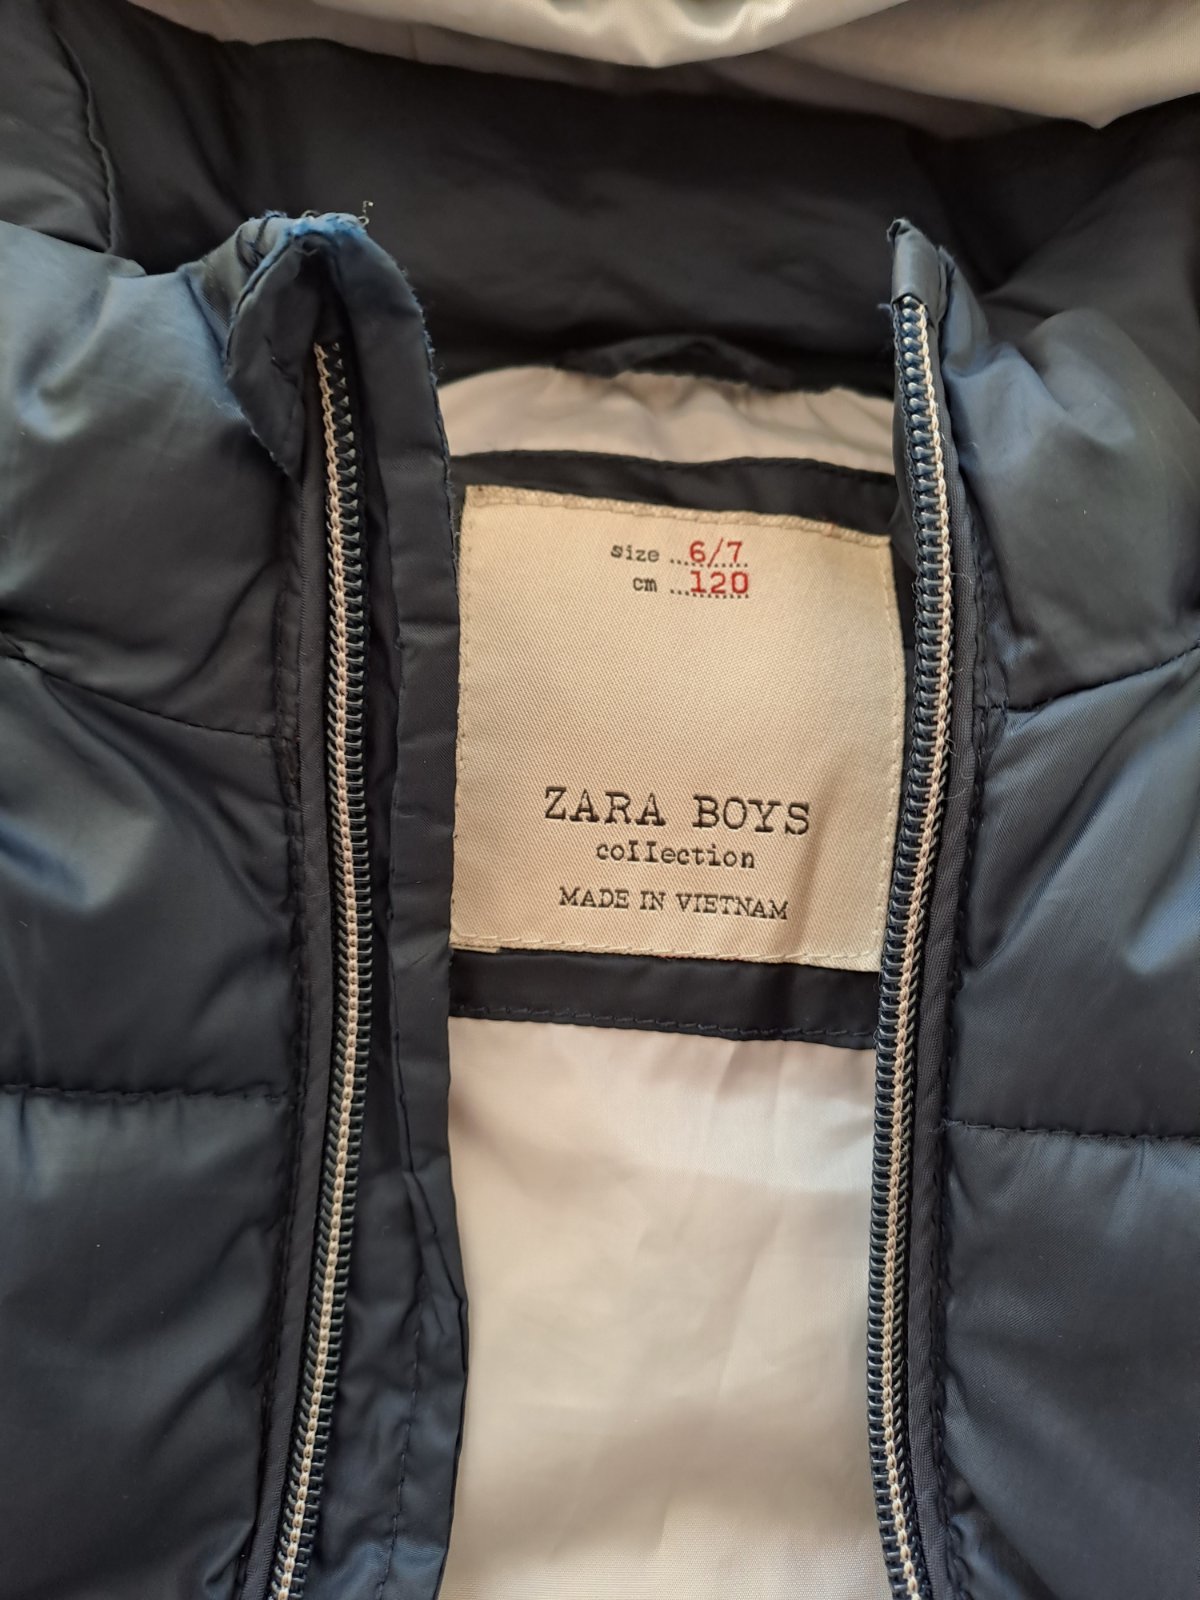 size ...6/7
cm ...120
ZARA BOYS
collection
MADE IN VIETNAM